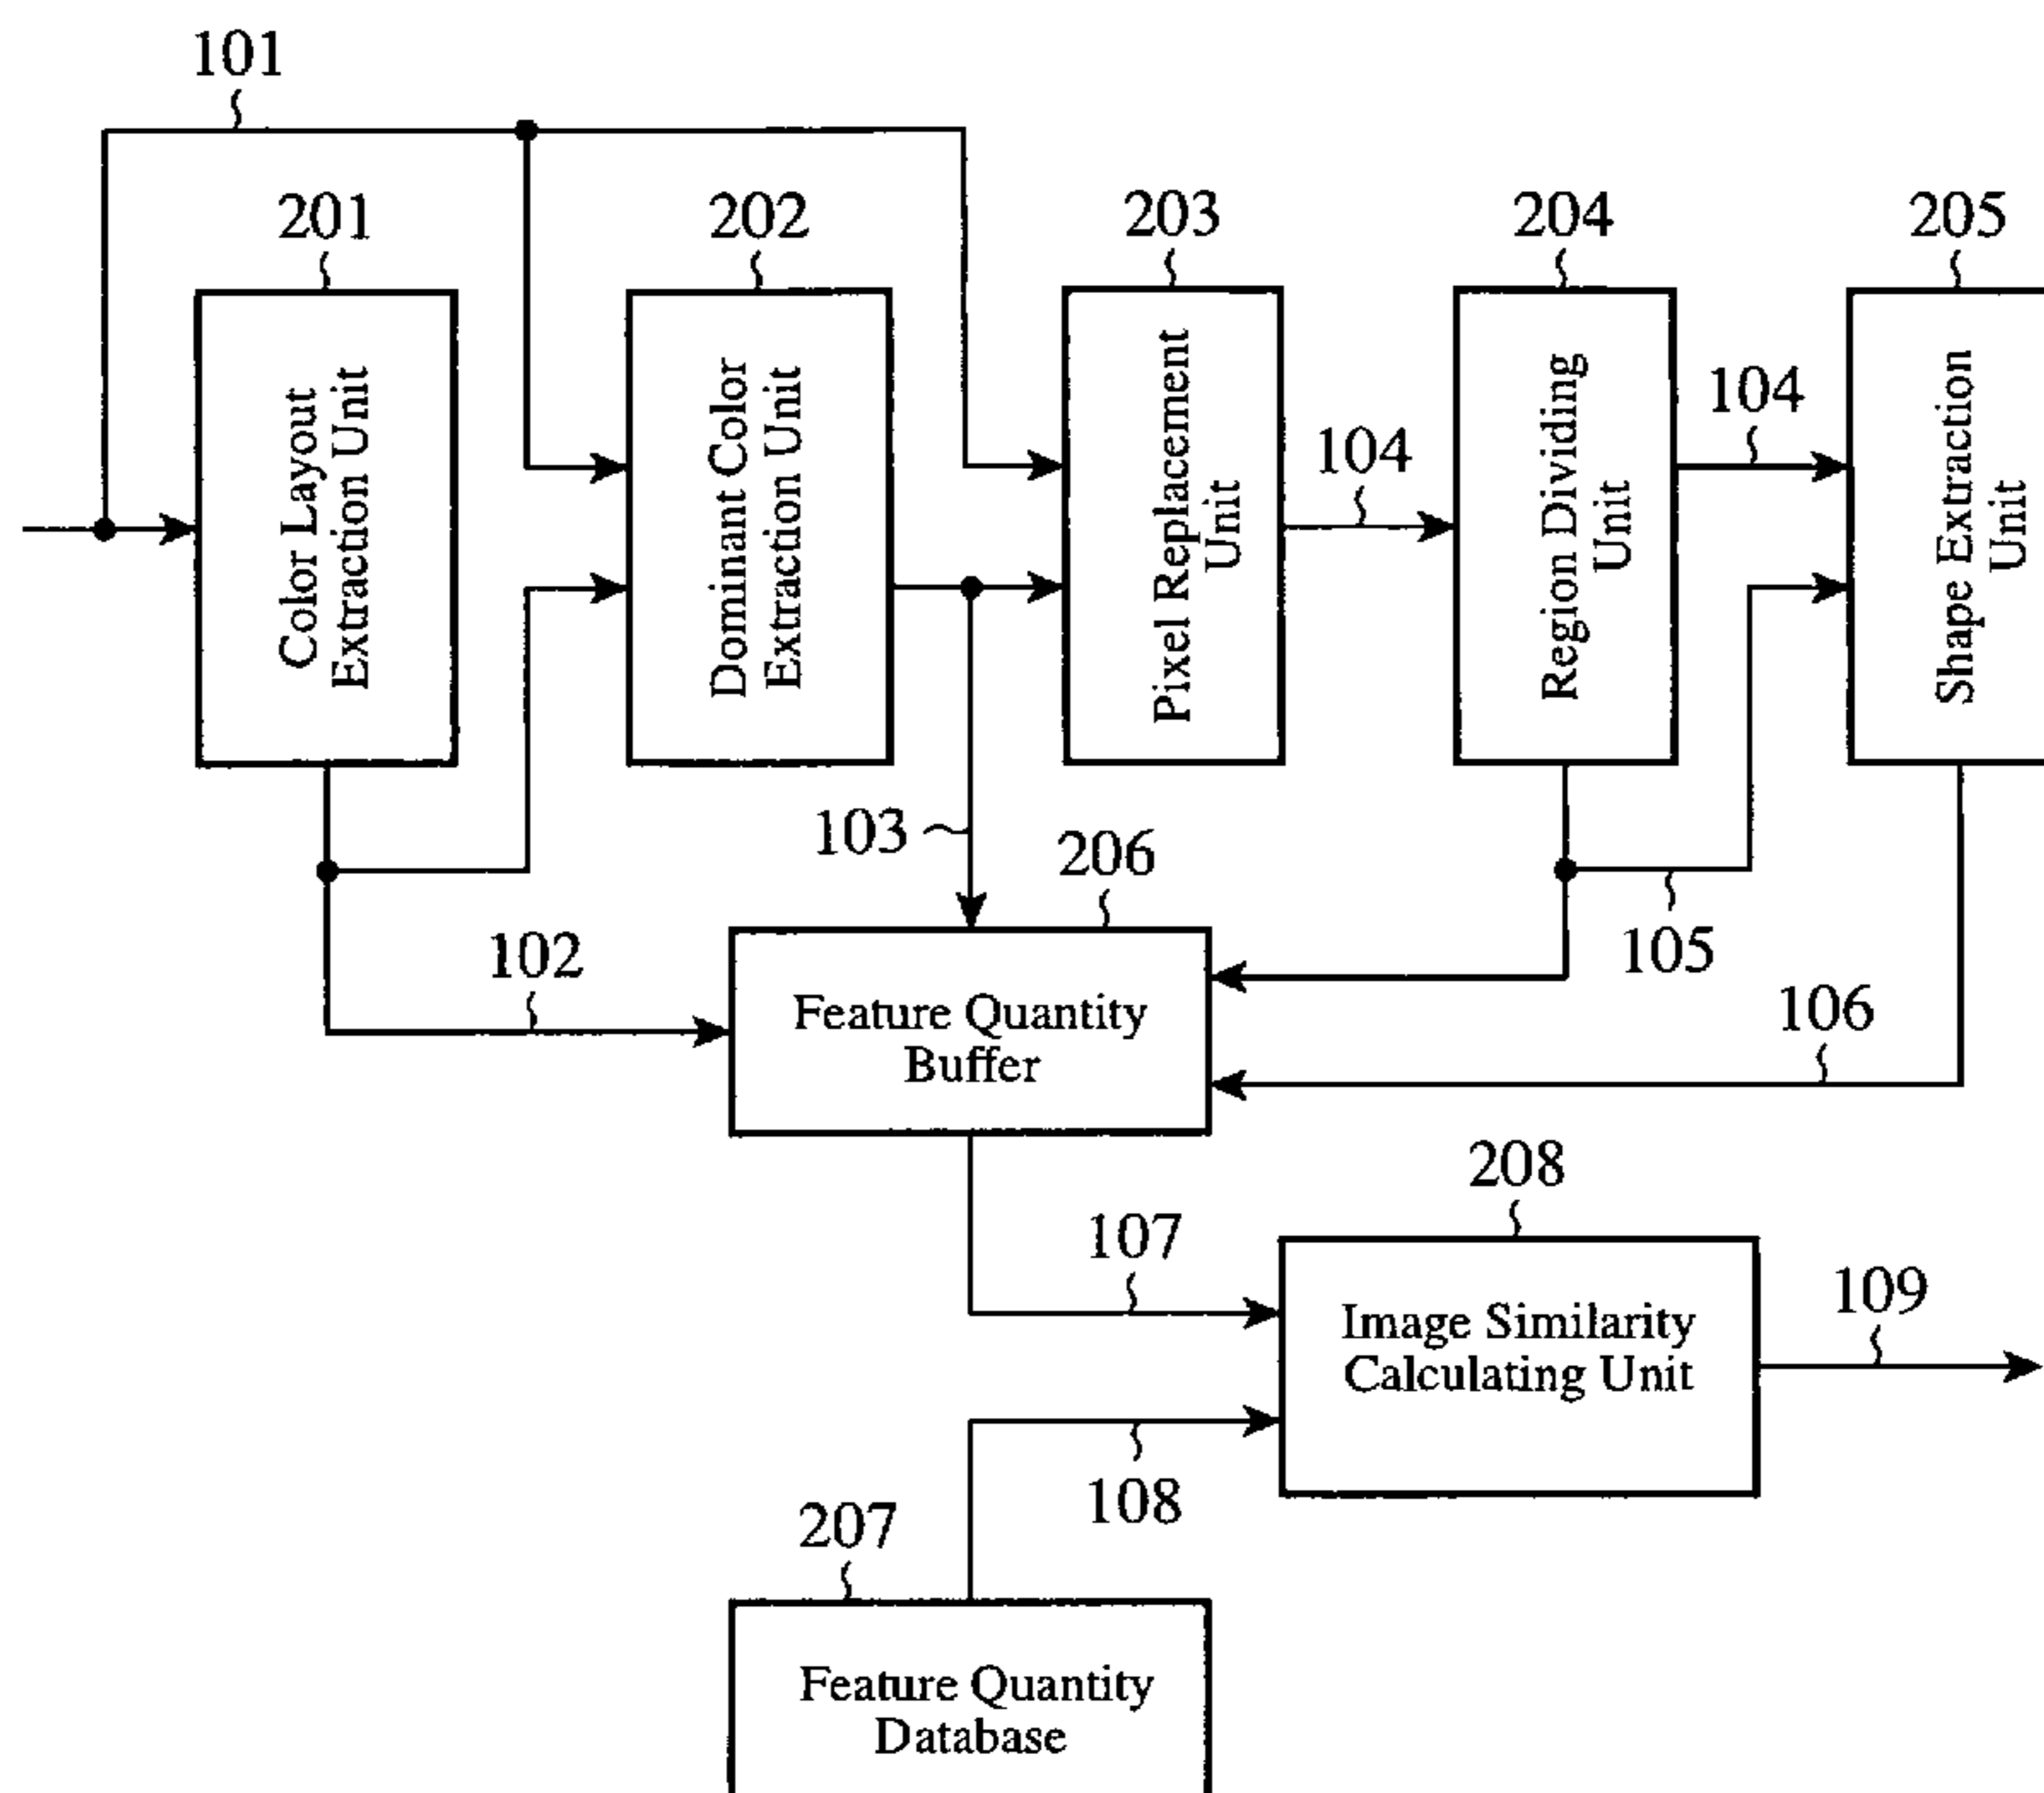 101
201
202
203
204
205
Color Layout
Extraction Unit
Dominant Color
Extraction Unit
Pixel Replacement
Unit
104
Region Dividing
Unit
104
Shape Extraction
Unit
103
206
102
105
106
Feature Quantity
Buffer
208
107
109
Image Similarity
Calculating Unit
108
207
Feature Quantity
Database